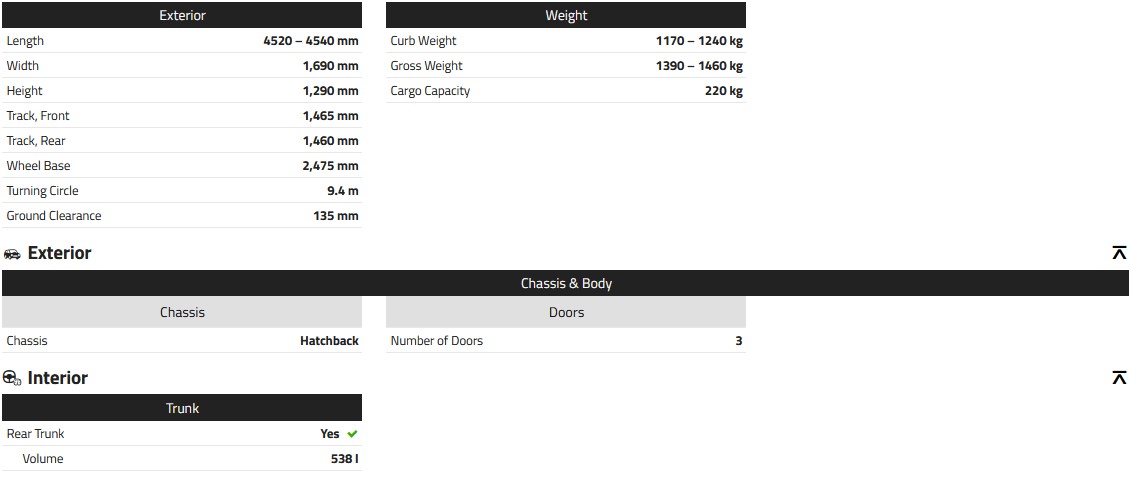 Exterior
Length 4520 – 4540 mm
Width 1,690 mm
Height 1,290 mm
Track, Front 1,465 mm
Track, Rear 1,460 mm
Wheel Base 2,475 mm
Turning Circle 9.4 m
Ground Clearance 135 mm
Weight
Curb Weight 1170 – 1240 kg
Gross Weight 1390 – 1460 kg
Cargo Capacity 220 kg
Exterior
Chassis & Body
Chassis
Chassis Hatchback
Doors
Number of Doors 3
Interior
Trunk
Rear Trunk Yes
Volume 538 l